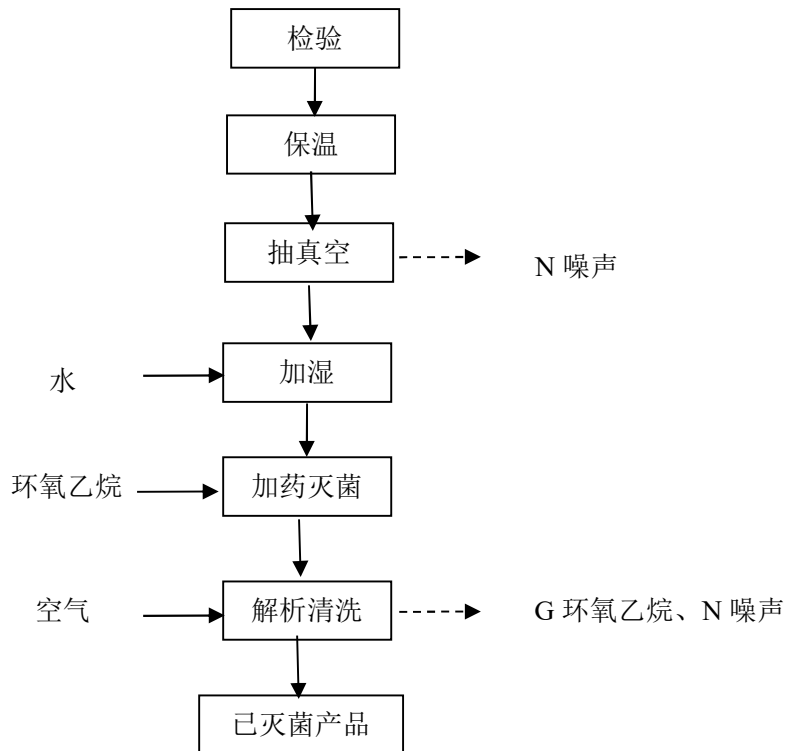 检验
保温
抽真空
N 噪声
水
加湿
环氧乙烷
加药灭菌
空气
解析清洗
G 环氧乙烷、N 噪声
已灭菌产品